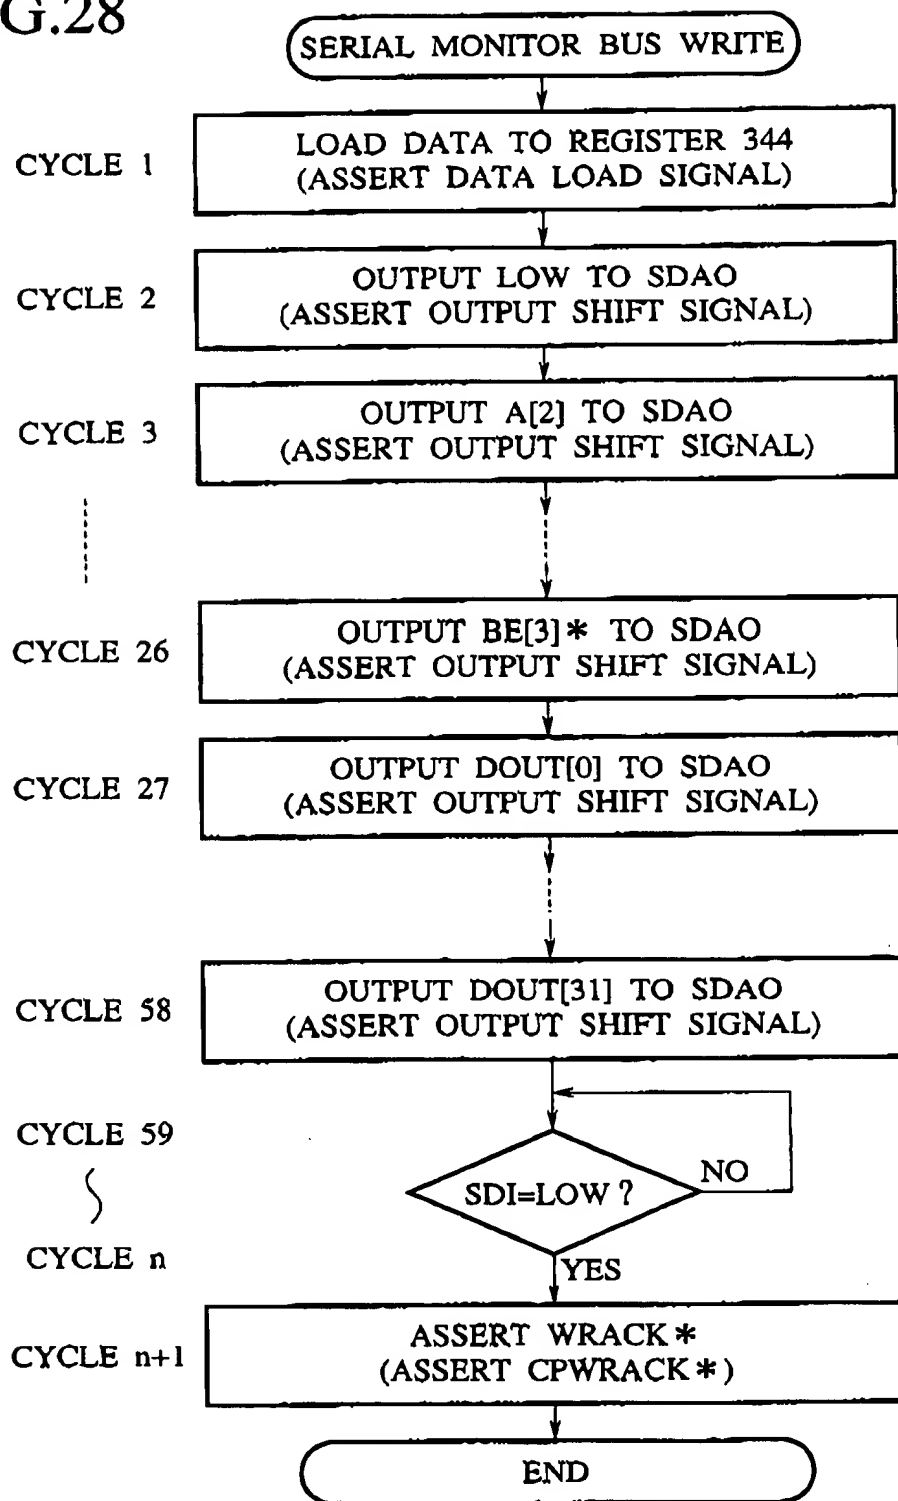 G.28
SERIAL MONITOR BUS WRITE
CYCLE 1
LOAD DATA TO REGISTER 344
(ASSERT DATA LOAD SIGNAL)
CYCLE 2
OUTPUT LOW TO SDAO
(ASSERT OUTPUT SHIFT SIGNAL)
CYCLE 3
OUTPUT A[2] TO SDAO
(ASSERT OUTPUT SHIFT SIGNAL)
CYCLE 26
OUTPUT BE[3]* TO SDAO
(ASSERT OUTPUT SHIFT SIGNAL)
CYCLE 27
OUTPUT DOUT[0] TO SDAO
(ASSERT OUTPUT SHIFT SIGNAL)
CYCLE 58
OUTPUT DOUT[31] TO SDAO
(ASSERT OUTPUT SHIFT SIGNAL)
CYCLE 59
SDI=LOW ?
NO
CYCLE n
YES
CYCLE n+1
ASSERT WRACK*
(ASSERT CPWRACK*)
END